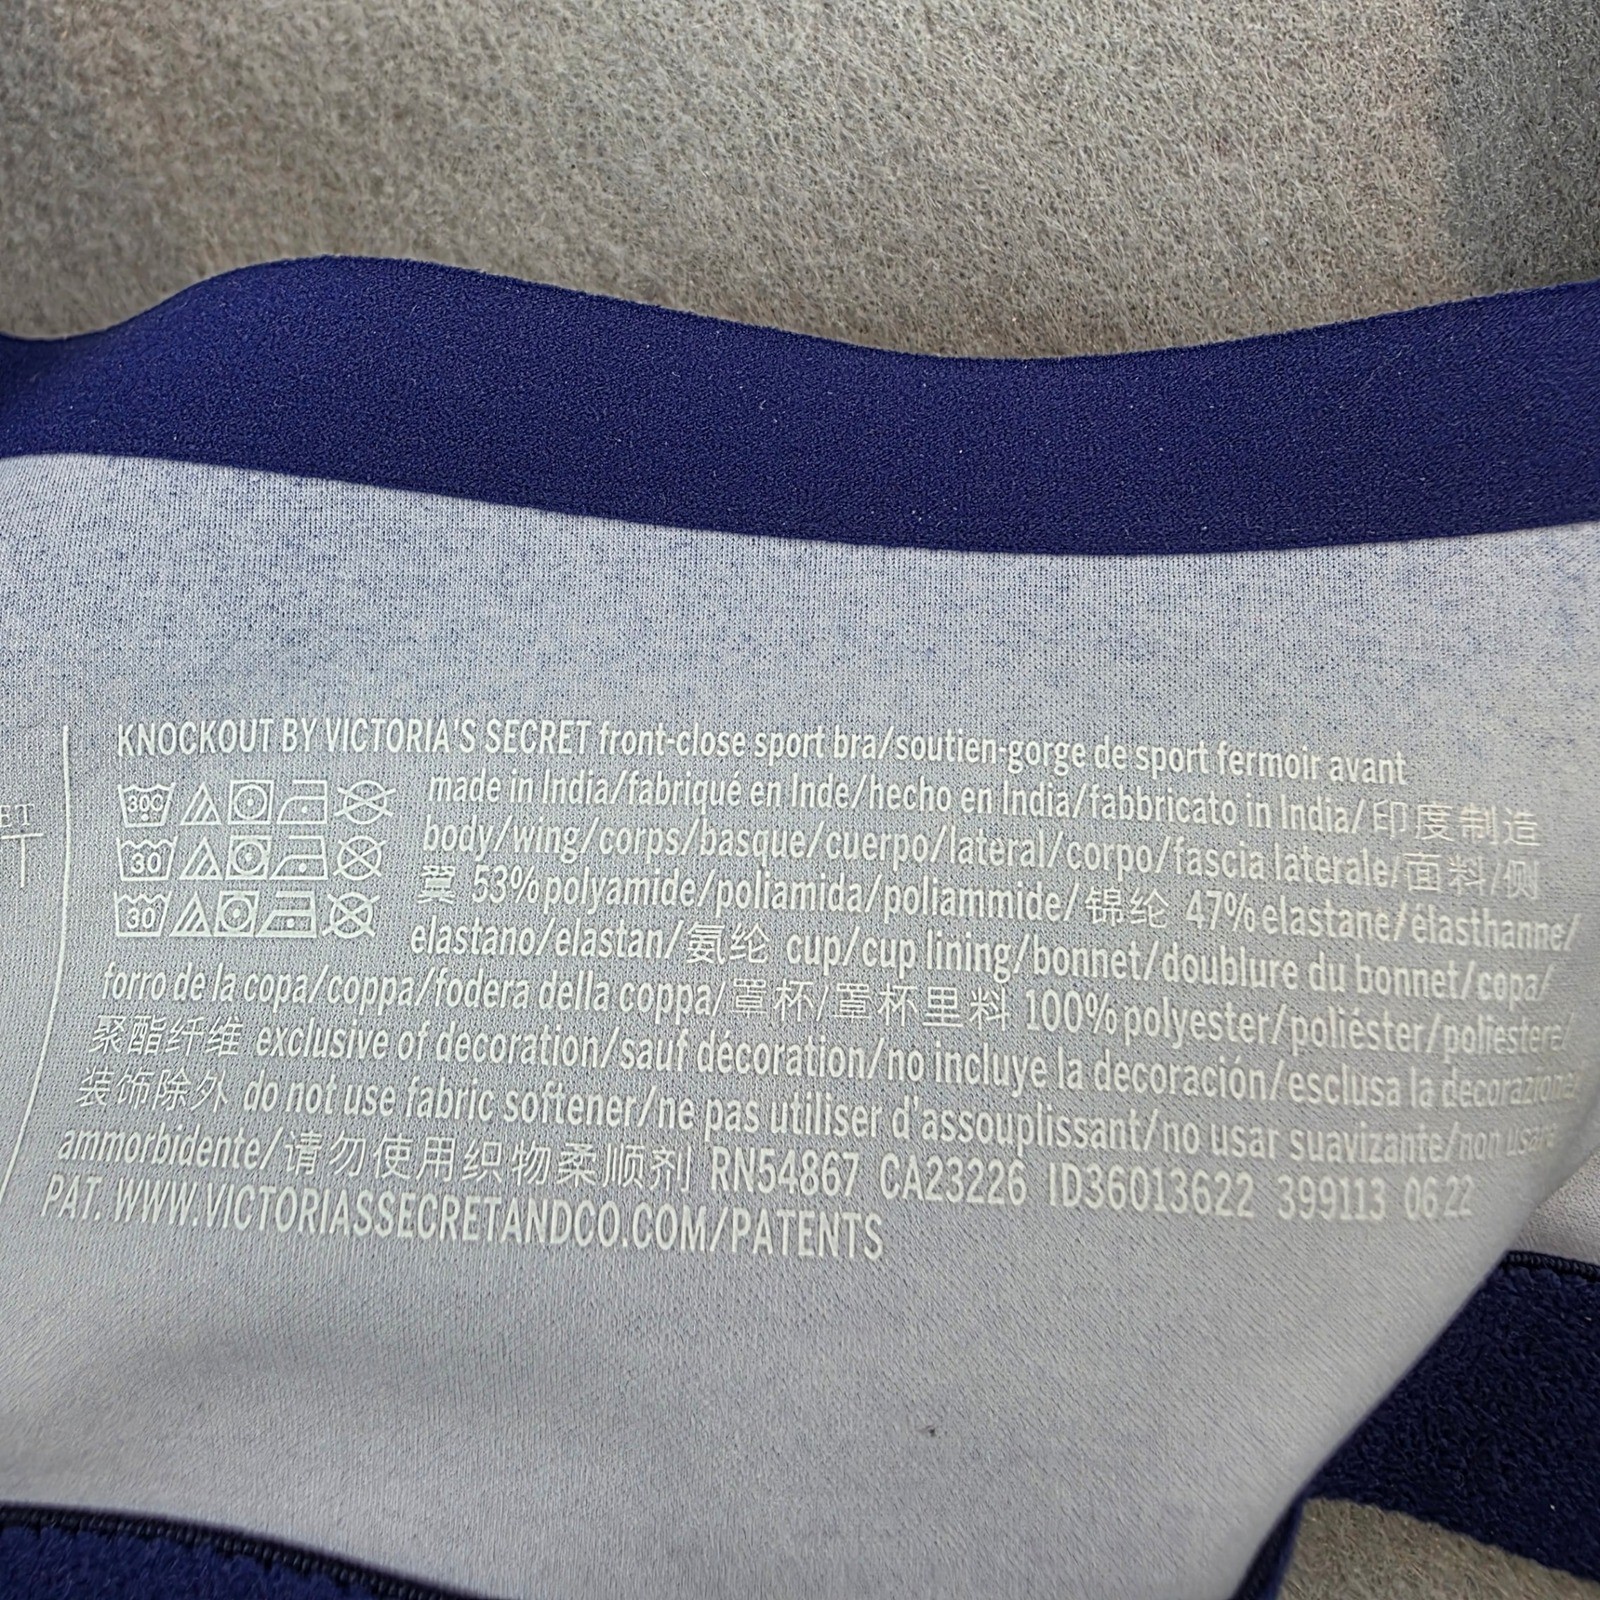 ET
KNOCKOUT BY VICTORIA'S SECRET front-close sport bra/soutien-gorge de sport fermoir avant
30C made in India/fabriqué en Inde/hecho en India/fabbricato in India/印度制造
30 body/wing/corps/basque/cuerpo/lateral/corpo/fascia laterale/面料/侧
30 翼 53% polyamide/poliamida/poliammide/锦纶 47% elastane/élasthanne/
elastano/elastan/氨纶 cup/cup lining/bonnet/doublure du bonnet/copa/
forro de la copa/coppa/fodera della coppa/罩杯/罩杯里料 100% polyester/poliéster/poliestere/
聚酯纤维 exclusive of decoration/sauf décoration/no incluye la decoración/esclusa la decorazione/
装饰除外 do not use fabric softener/ne pas utiliser d'assouplissant/no usar suavizante/non usare
ammorbidente/请勿使用织物柔顺剂 RN54867 CA23226 ID36013622 399113 06 22
PAT. WWW.VICTORIASSECRETANDCO.COM/PATENTS